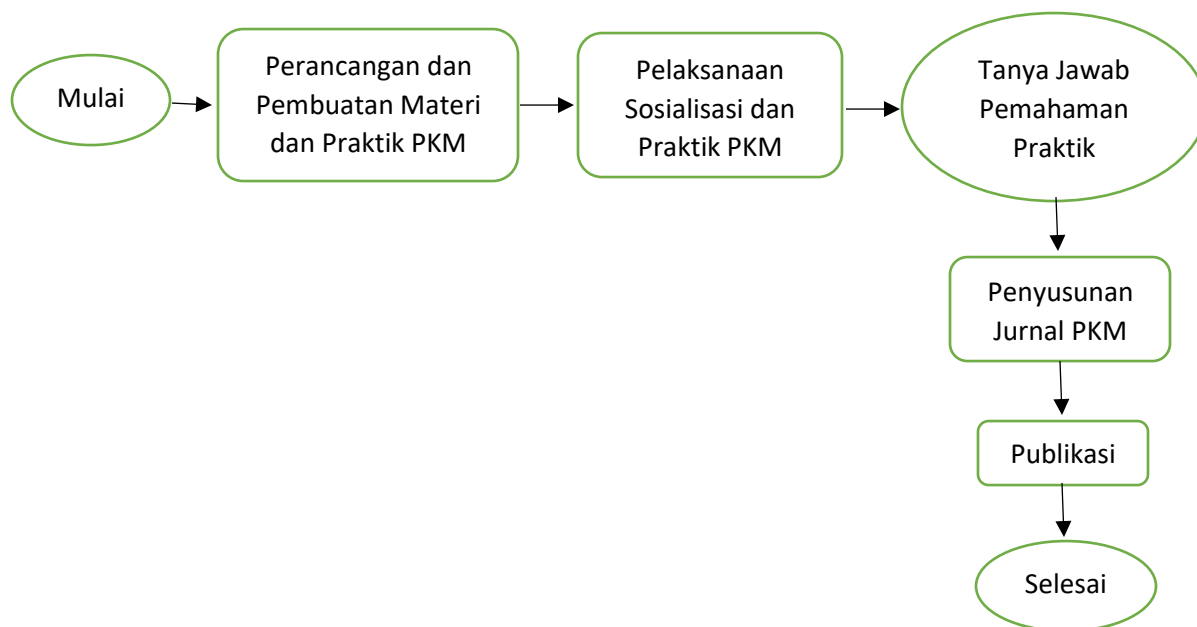 Mulai
Perancangan dan
Pembuatan Materi
dan Praktik PKM
Pelaksanaan
Sosialisasi dan
Praktik PKM
Tanya Jawab
Pemahaman
Praktik
Penyusunan
Jurnal PKM
Publikasi
Selesai